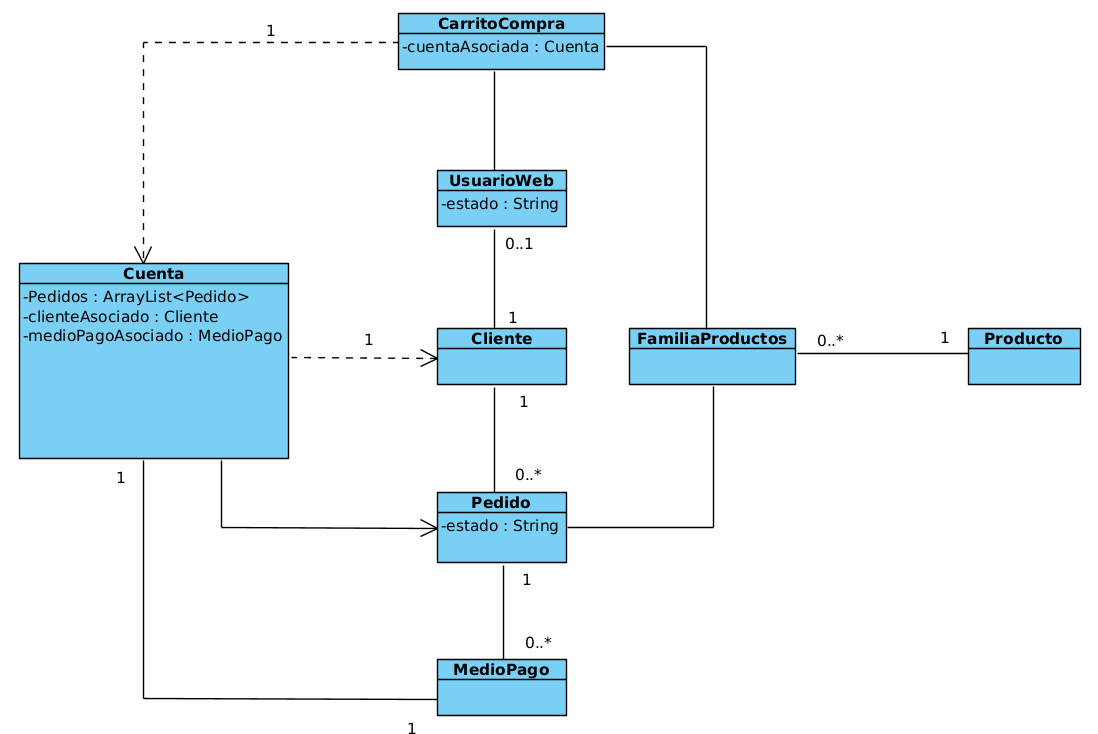 1
CarritoCompra
-cuentaAsociada : Cuenta
UsuarioWeb
-estado : String
0..1
Cuenta
-Pedidos : ArrayList<Pedido>
-clienteAsociado : Cliente
-medioPagoAsociado : MedioPago
1
1
Cliente
1
FamiliaProductos
0..*
1
Producto
0..*
1
Pedido
-estado : String
1
0..*
MedioPago
1